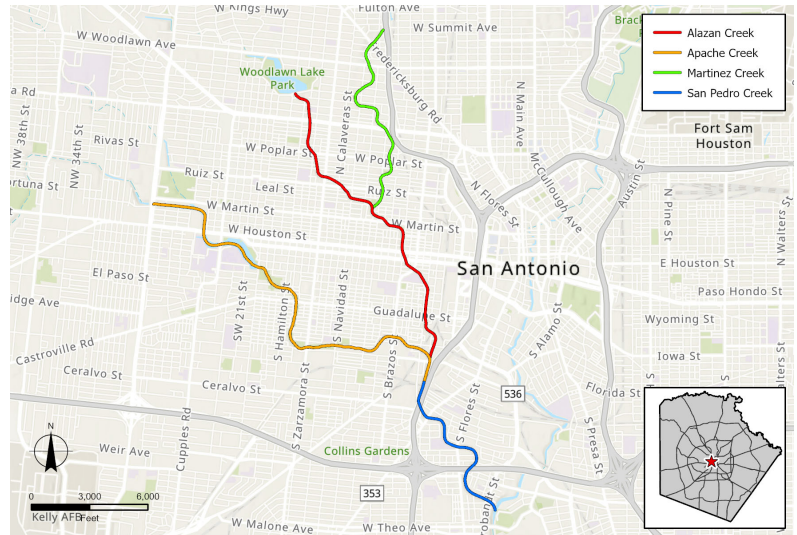 W Kings Hwy
Fulton Ave
W Summit Ave
W Woodlawn Ave
Woodlawn Lake
Park
Fredericksburg Rd
N Calaveras St
N Main Ave
NW 38th St
NW 34th St
Rivas St
W Poplar St
W Poplar St
Ruiz St
Leal St
Ruiz St
McCullough Ave
N Flores St
Austin St
Fort Sam
Houston
N Pine St
N Walters St
W Martin St
W Martin St
W Houston St
San Antonio
E Houston St
El Paso St
Paso Hondo St
SW 21st St
S Hamilton St
S Navidad St
Guadalupe St
Wyoming St
S Alamo St
Iowa St
Castroville Rd
Ceralvo St
Ceralvo St
S Zarzamora St
S Brazos St
S Flores St
536
Florida St
S Presa St
Cupples Rd
Weir Ave
Collins Gardens
353
Kelly AFB
W Malone Ave
W Theo Ave
Alazan Creek
Apache Creek
Martinez Creek
San Pedro Creek
N
0 3,000 6,000
Feet